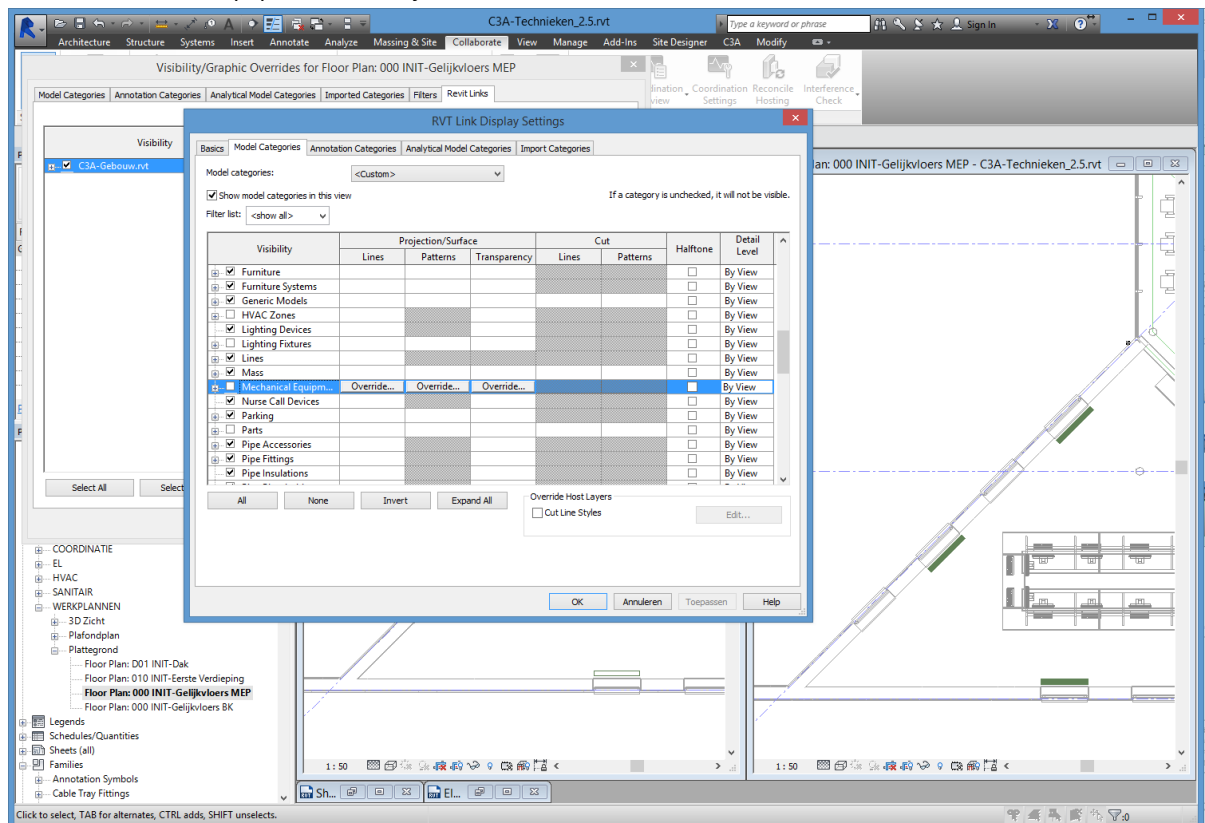 C3A-Technieken_2.5.rvt
Type a keyword or phrase
Sign In
Architecture Structure Systems Insert Annotate Analyze Massing & Site Collaborate View Manage Add-Ins Site Designer C3A Modify
Visibility/Graphic Overrides for Floor Plan: 000 INIT-Gelijkvloers MEP
Coordination Reconcile Interference
Settings Hosting Check
Model Categories Annotation Categories Analytical Model Categories Imported Categories Filters Revit Links
RVT Link Display Settings
Visibility
C3A-Gebouw.rvt
Basics Model Categories Annotation Categories Analytical Model Categories Import Categories
lan: 000 INIT-Gelijkvloers MEP - C3A-Technieken_2.5.rvt
Model categories: <Custom>
Show model categories in this view
If a category is unchecked, it will not be visible.
Filter list: <show all>
Visibility Projection/Surface Cut Halftone Detail Level
Lines Patterns Transparency Lines Patterns
Furniture By View
Furniture Systems By View
Generic Models By View
HVAC Zones By View
Lighting Devices By View
Lighting Fixtures By View
Lines By View
Mass By View
Mechanical Equipm... Override... Override... Override... By View
Nurse Call Devices By View
Parking By View
Parts By View
Pipe Accessories By View
Pipe Fittings By View
Pipe Insulations By View
Select All Select
All None Invert Expand All
Override Host Layers
Cut Line Styles Edit...
OK Annuleren Toepassen Help
COORDINATIE
EL
HVAC
SANITAIR
WERKPLANNEN
3D Zicht
Plafondplan
Plattegrond
Floor Plan: D01 INIT-Dak
Floor Plan: 010 INIT-Eerste Verdieping
Floor Plan: 000 INIT-Gelijkvloers MEP
Floor Plan: 000 INIT-Gelijkvloers BK
Legends
Schedules/Quantities
Sheets (all)
Families
Annotation Symbols
Cable Tray Fittings
1 : 50
1 : 50
Sh... El...
Click to select, TAB for alternates, CTRL adds, SHIFT unselects.
:0